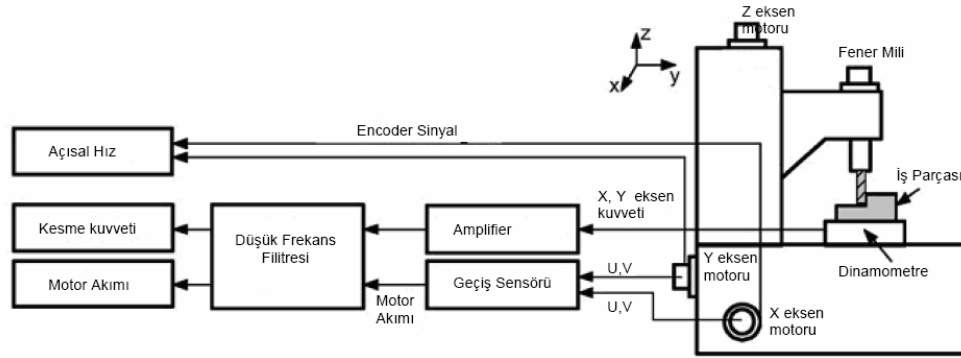 Z eksen
motoru
Fener Mili
z
y
x
Encoder Sinyal
Açısal Hız
İş Parçası
X, Y eksen
kuvveti
Kesme kuvveti
Düşük Frekans
Filitresi
Amplifier
Dinamometre
Y eksen
motoru
U,V
Motor Akımı
Geçiş Sensörü
Motor
Akımı
U,V
X eksen
motoru